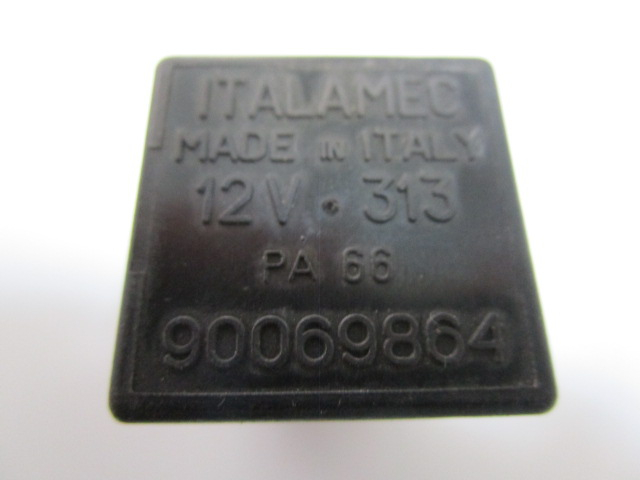 ITALAMEC
MADE IN ITALY
12V • 313
PA 66
90069864